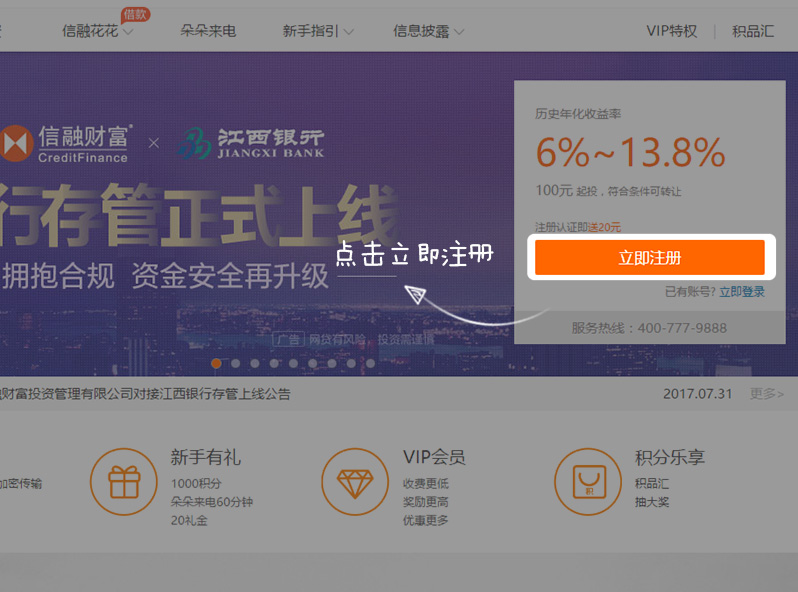 借款
信融花花
朵朵来电
新手指引
信息披露
VIP特权
积品汇
信融财富
CreditFinance
×
江西银行
JIANGXI BANK
行存管正式上线
拥抱合规 资金安全再升级
广告 网贷有风险，投资需谨慎
点击立即注册
历史年化收益率
6%~13.8%
100元 起投，符合条件可转让
注册认证即送20元
立即注册
已有账号? 立即登录
服务热线：400-777-9888
财富投资管理有限公司对接江西银行存管上线公告
2017.07.31
更多>
加密传输
新手有礼
1000积分
朵朵来电60分钟
20礼金
VIP会员
收费更低
奖励更高
优惠更多
积
积分乐享
积品汇
抽大奖